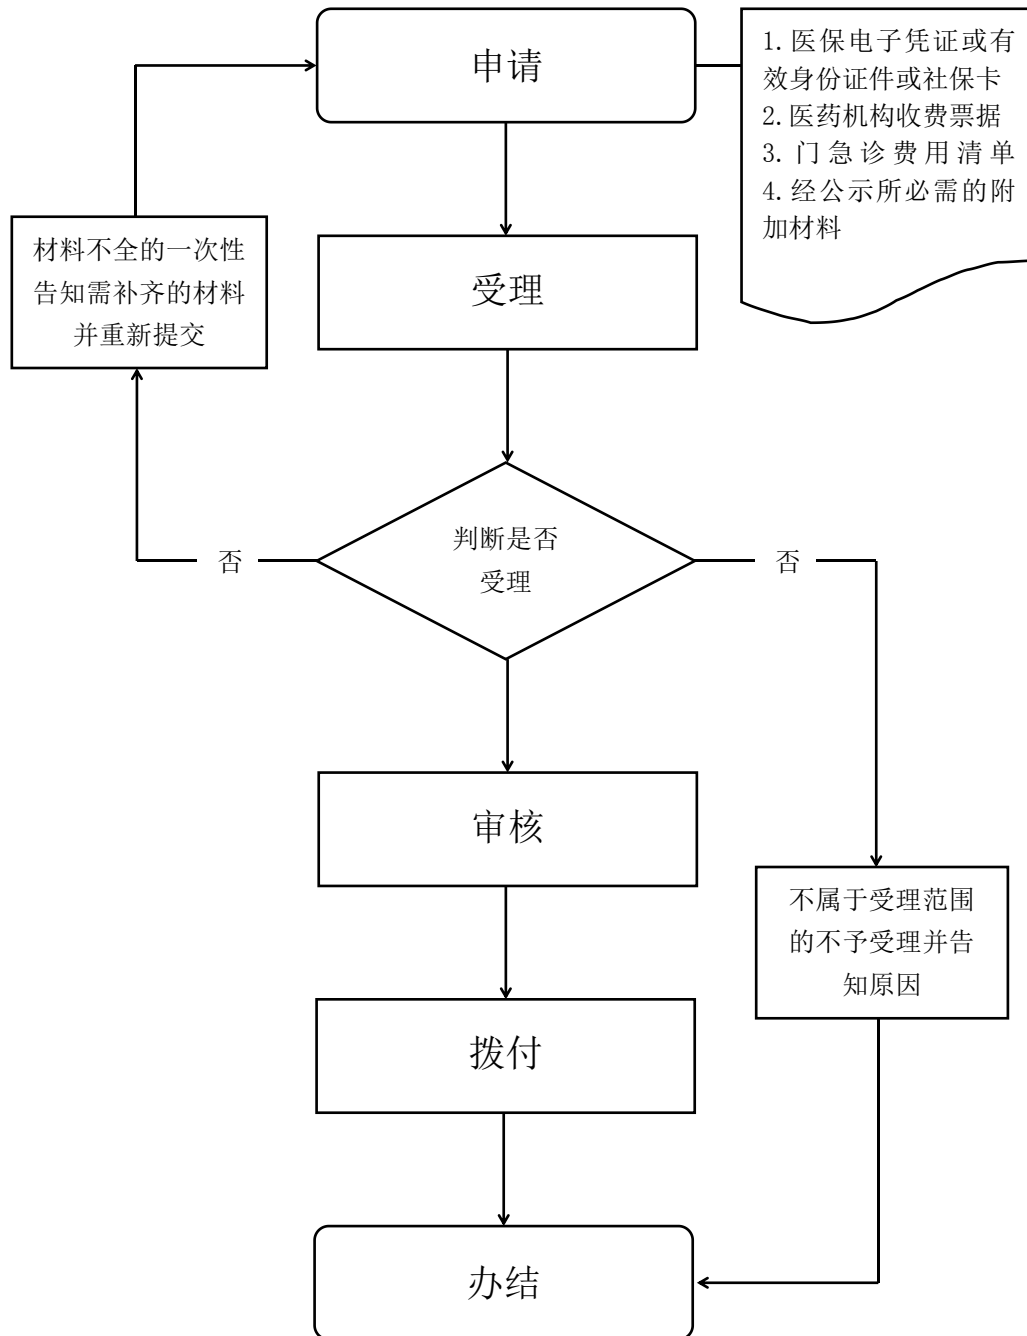 申请
1.医保电子凭证或有
效身份证件或社保卡
2.医药机构收费票据
3.门急诊费用清单
4.经公示所必需的附
加材料
材料不全的一次性
告知需补齐的材料
并重新提交
受理
判断是否
受理
否
否
审核
不属于受理范围
的不予受理并告
知原因
拨付
办结